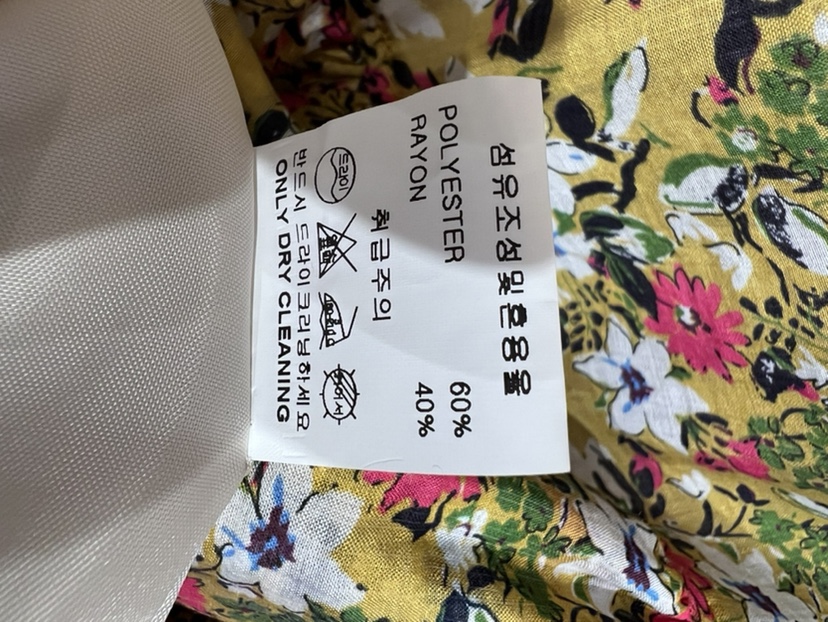 섬유조성및혼용율
POLYESTER 60%
RAYON 40%
취급주의
드라이
반드시 드라이크리닝하세요
ONLY DRY CLEANING